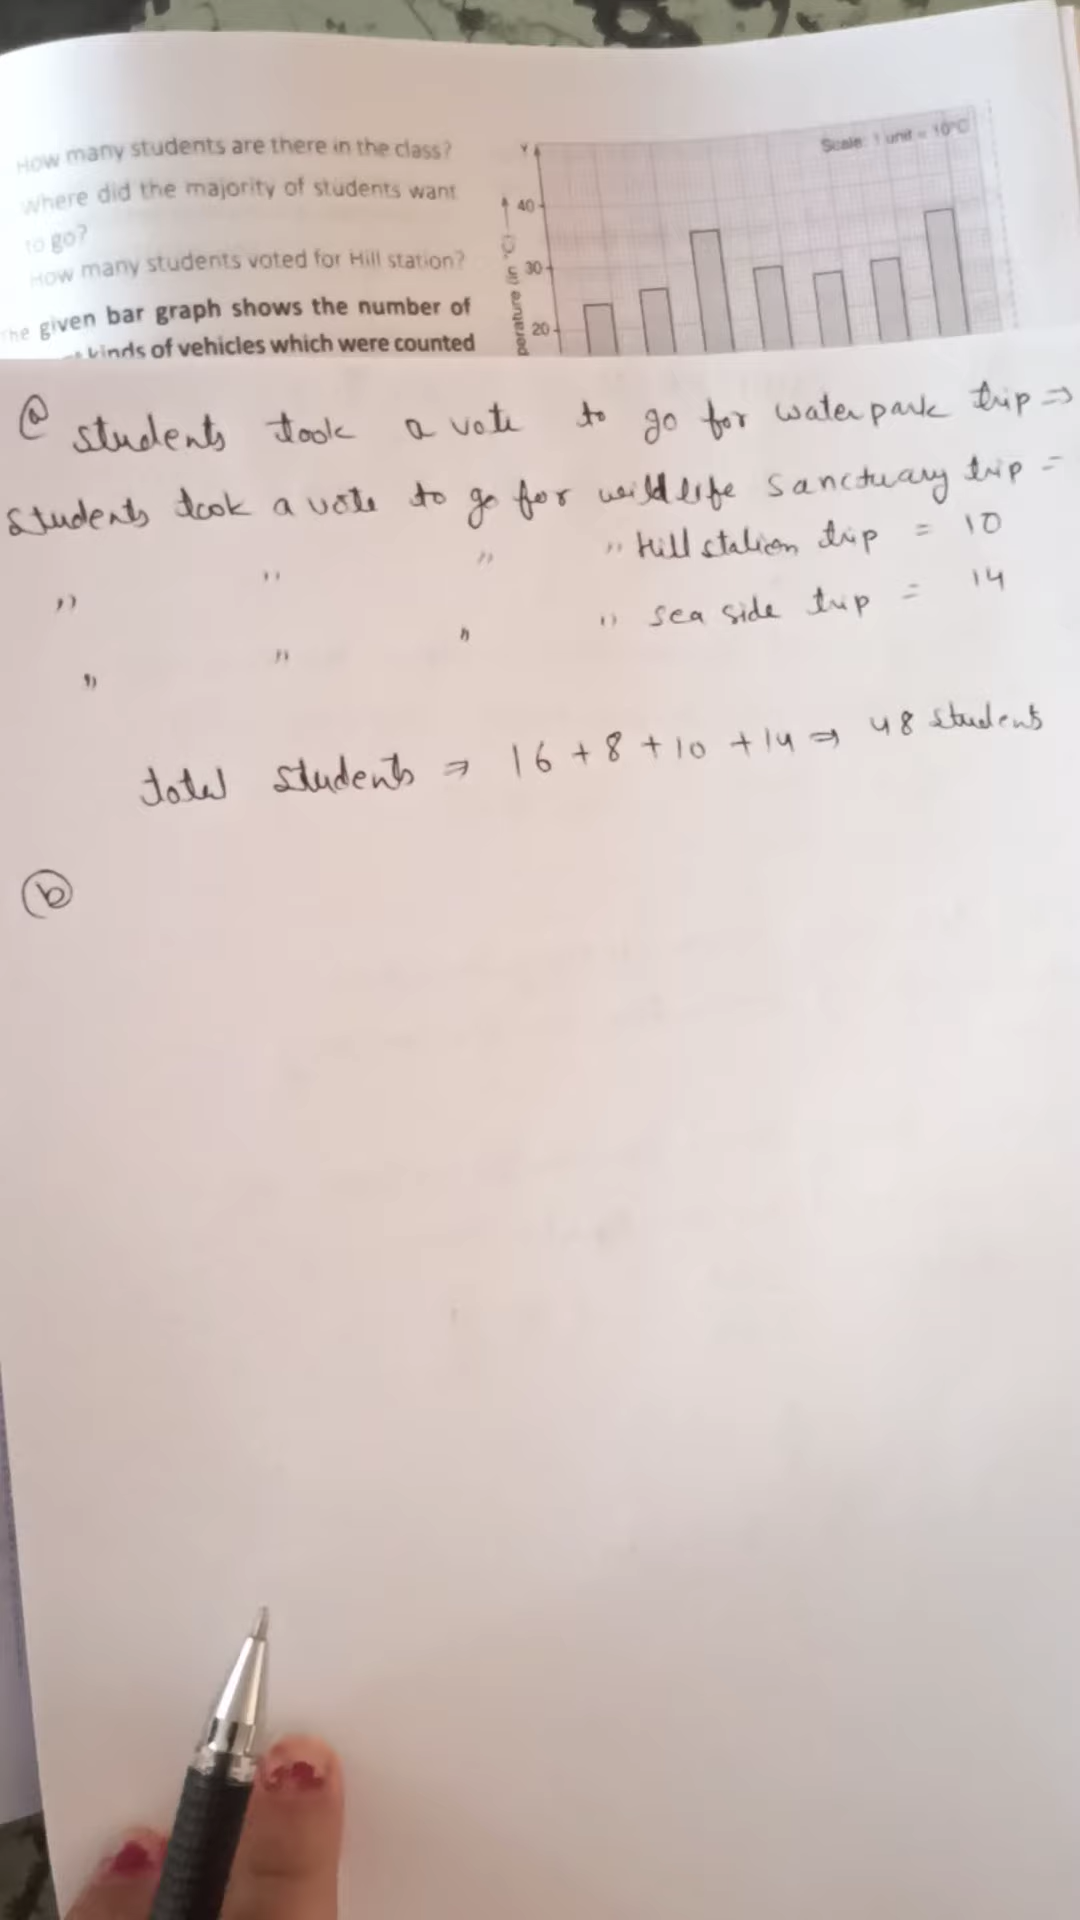 How many students are there in the class?
Where did the majority of students want
to go?
How many students voted for Hill station?
The given bar graph shows the number of
kinds of vehicles which were counted
Scale: 1 unit = 10°C
Y
40
30
20
perature (in °C)
(a) students took a vote to go for waterpark trip ⇒
Students took a vote to go for wildlife sanctuary trip =
" " " " Hill station trip = 10
" " " " sea side trip = 14
total students ⇒ 16 + 8 + 10 + 14 ⇒ 48 students
(b)